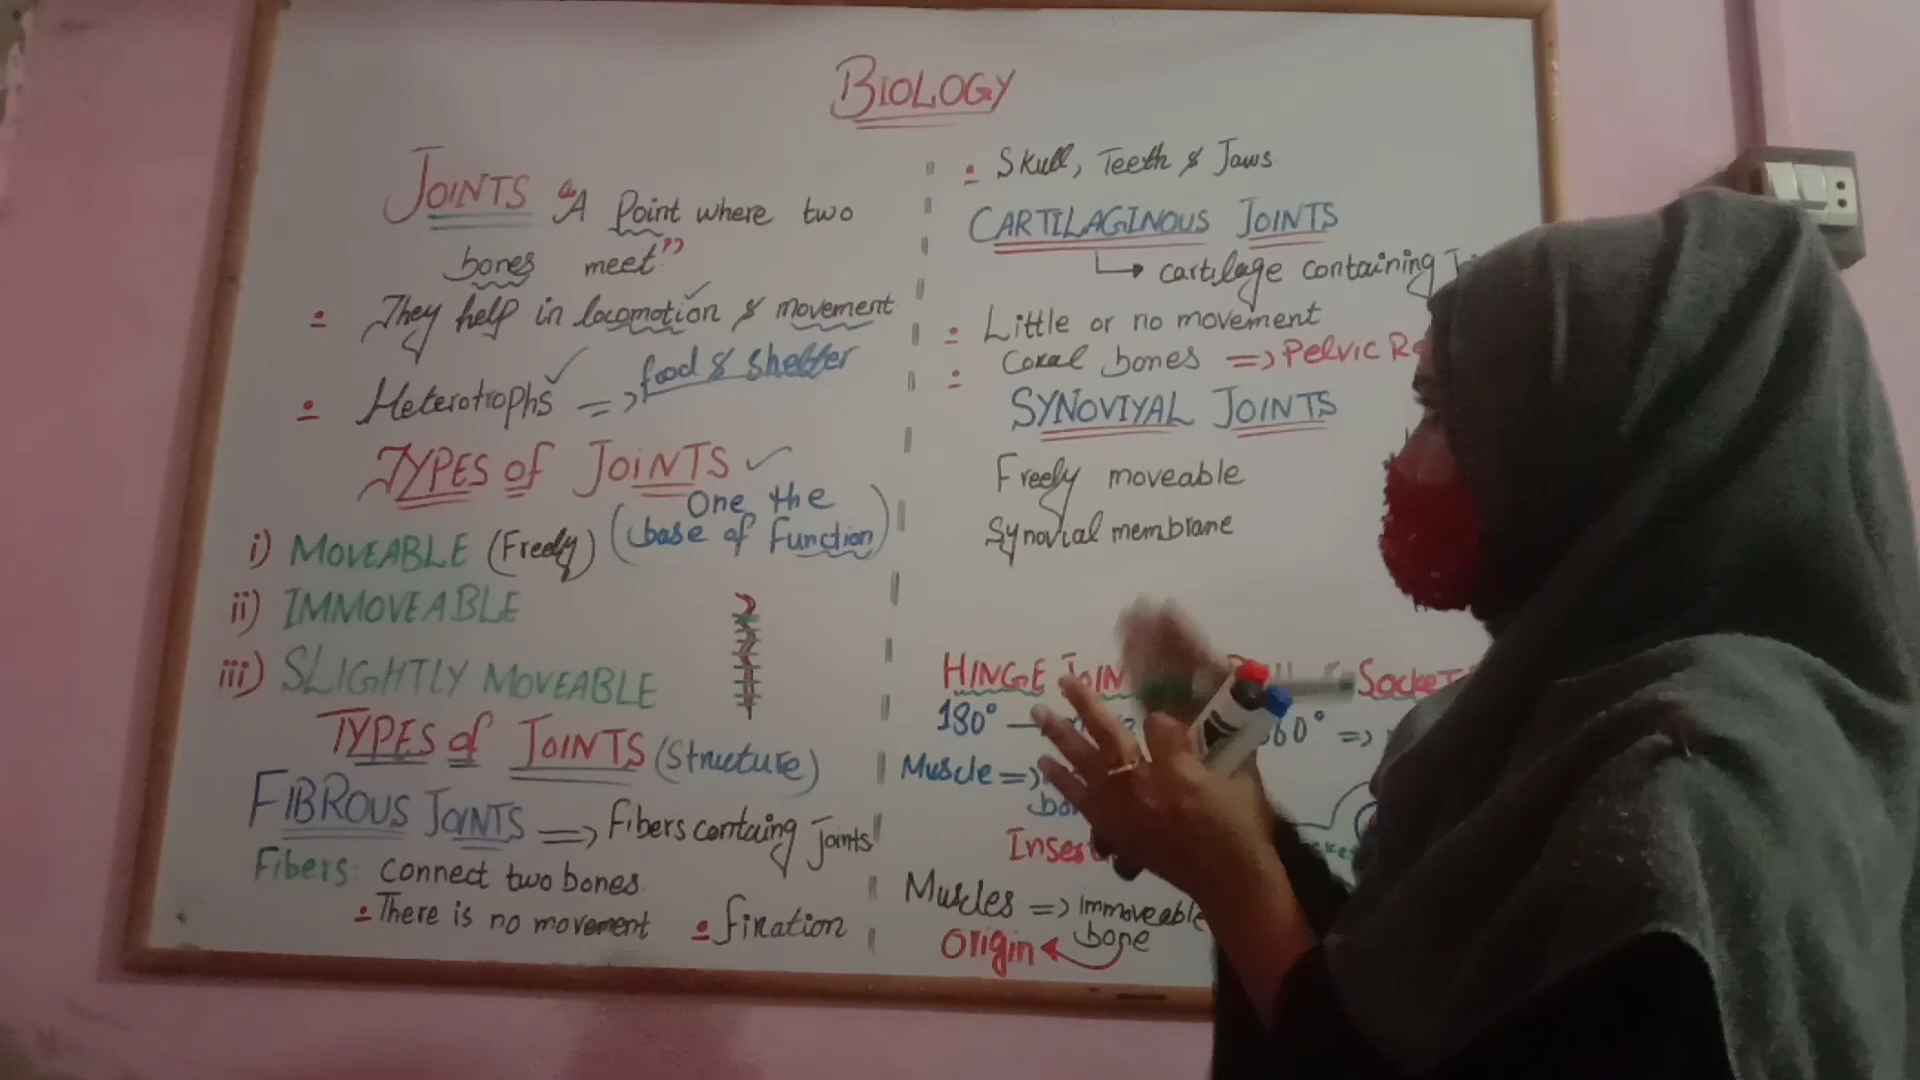 BIOLOGY
JOINTS "A Point where two
bones meet"
They help in locomotion & movement
Heterotrophs => food & shelter
TYPES of JOINTS
i) MOVEABLE (Freely) (One the
base of function)
ii) IMMOVEABLE
iii) SLIGHTLY MOVEABLE
TYPES of JOINTS (Structure)
FIBROUS JOINTS => Fibers containg joints
Fibers: Connect two bones
There is no movement . fixation
Skull, Teeth & Jaws
CARTILAGINOUS JOINTS
cartilage containing
Little or no movement
Coxal bones => Pelvic
SYNOVIYAL JOINTS
Freely moveable
Synovial membrane
HINGE Socket
180° 360° =>
Muscle =>
Muscles => immoveable
bone
Origin